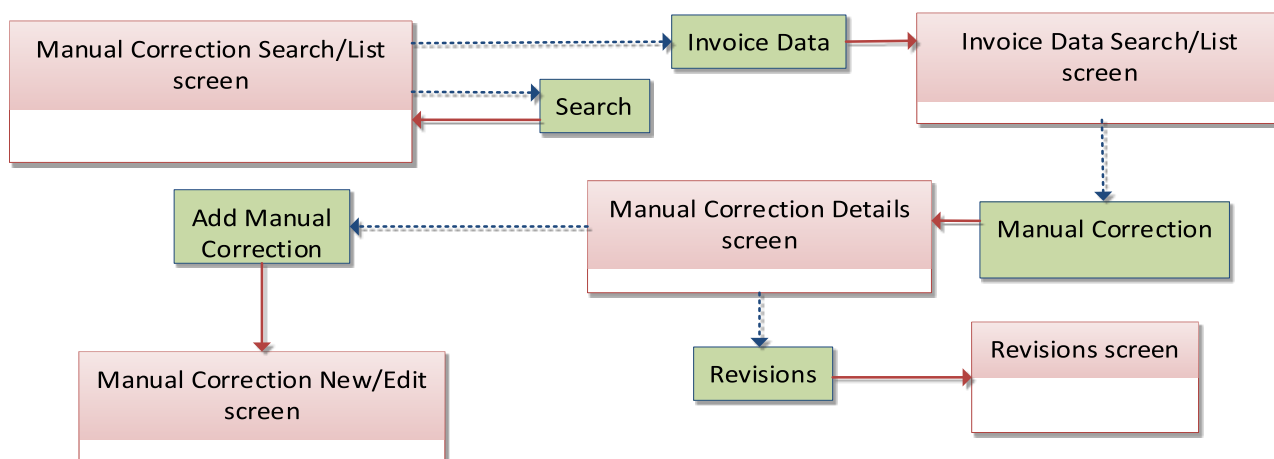 Manual Correction Search/List
screen
Invoice Data
Invoice Data Search/List
screen
Search
Add Manual
Correction
Manual Correction Details
screen
Manual Correction
Revisions
Revisions screen
Manual Correction New/Edit
screen